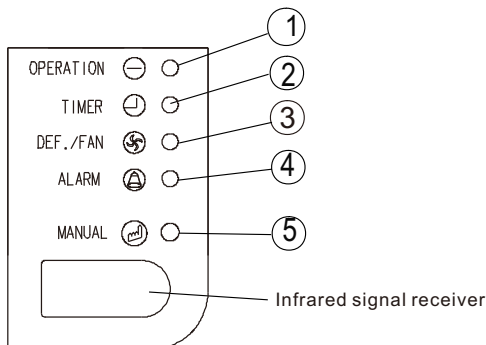 ①
OPERATION
②
TIMER
③
DEF./FAN
④
ALARM
MANUAL
⑤
Infrared signal receiver